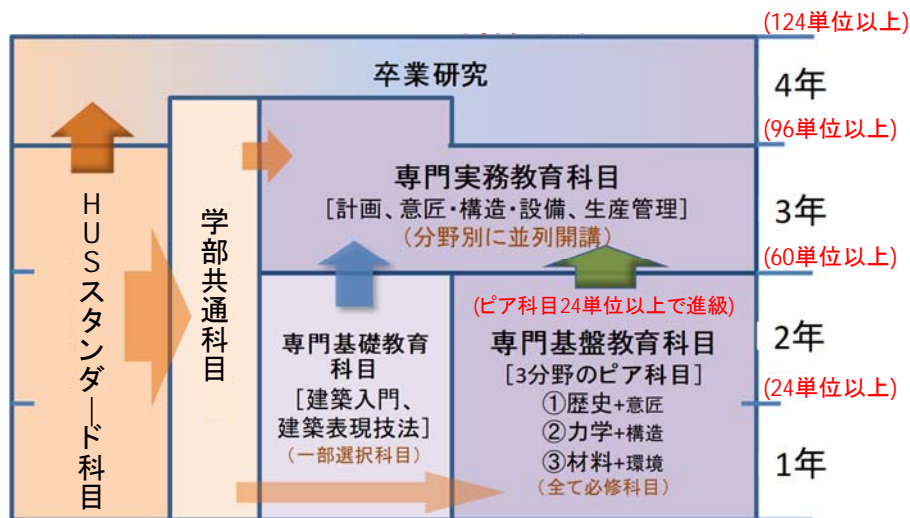 (124単位以上)
卒業研究
4年
(96単位以上)
専門実務教育科目
[計画、意匠・構造・設備、生産管理]
(分野別に並列開講)
3年
(60単位以上)
HUSスタンダード科目
学部共通科目
(ピア科目24単位以上で進級)
専門基礎教育
科目
[建築入門、
建築表現技法]
(一部選択科目)
専門基盤教育科目
[3分野のピア科目]
①歴史+意匠
②力学+構造
③材料+環境
(全て必修科目)
2年
(24単位以上)
1年